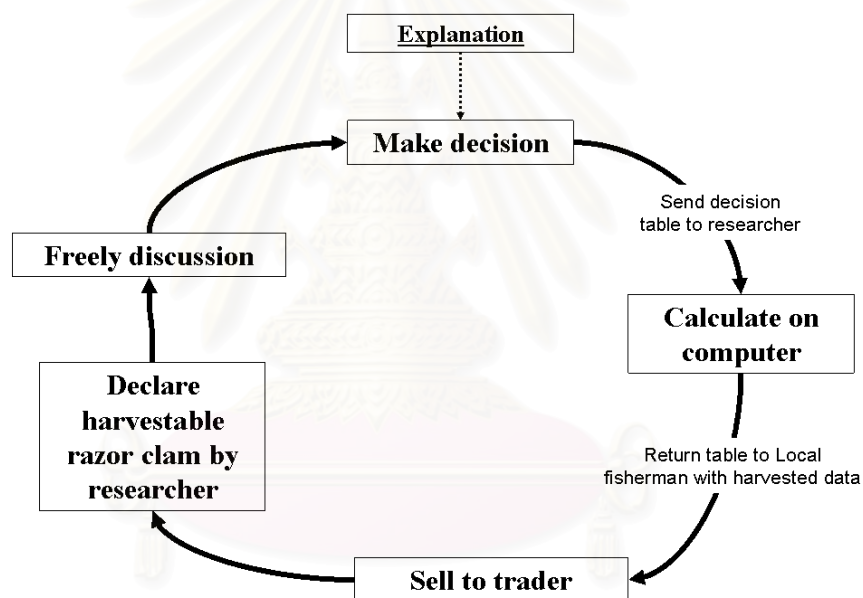 Explanation
Make decision
Send decision
table to researcher
Freely discussion
Calculate on
computer
Declare
harvestable
razor clam by
researcher
Return table to Local
fisherman with harvested data
Sell to trader